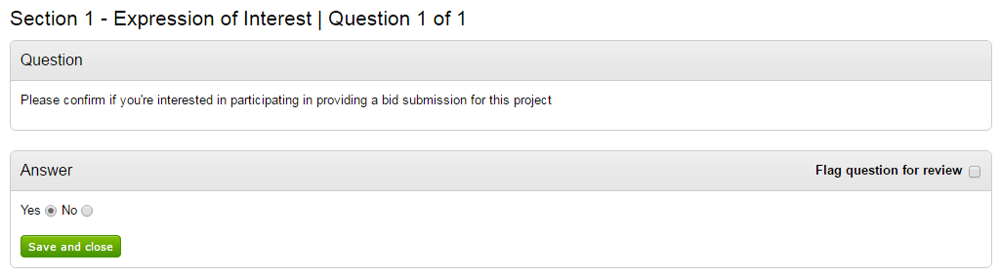 Section 1 - Expression of Interest | Question 1 of 1
Question
Please confirm if you're interested in participating in providing a bid submission for this project
Answer
Flag question for review
Yes No
Save and close